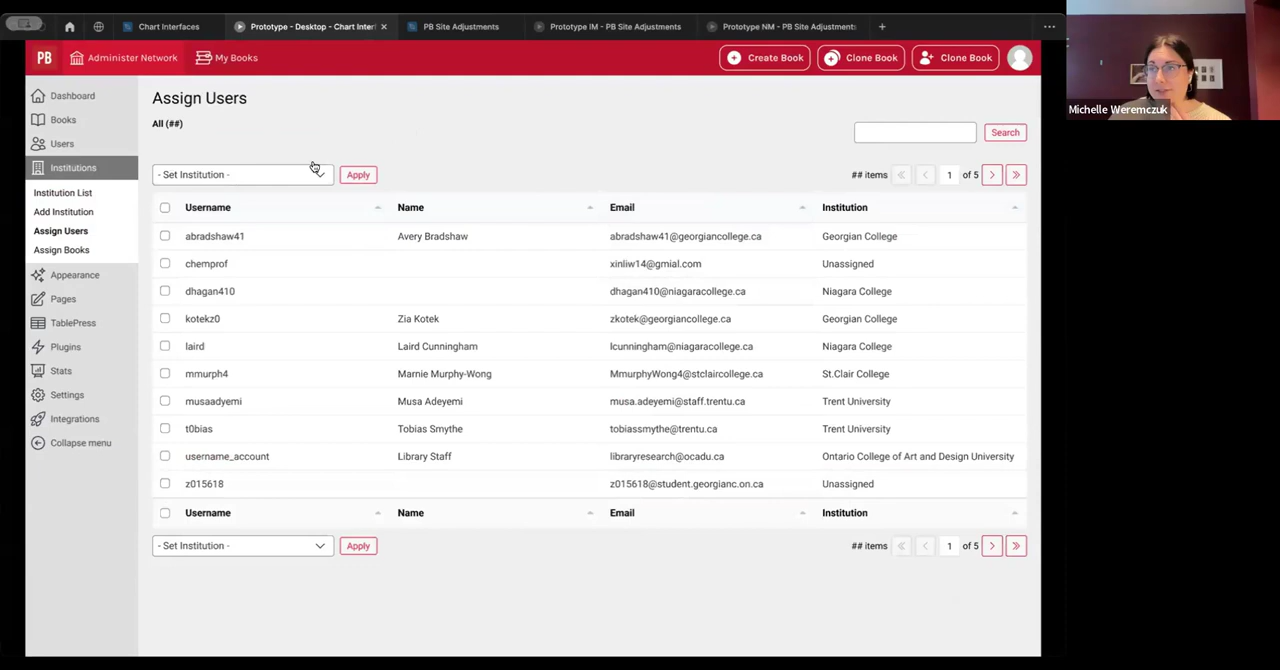 Chart Interfaces
Prototype - Desktop - Chart Inter
PB Site Adjustments
Prototype IM - PB Site Adjustments
Prototype NM - PB Site Adjustments
PB
Administer Network
My Books
Create Book
Clone Book
Clone Book
Michelle Weremczuk
Dashboard
Books
Users
Institutions
Institution List
Add Institution
Assign Users
Assign Books
Appearance
Pages
TablePress
Plugins
Stats
Settings
Integrations
Collapse menu
Assign Users
All (##)
Search
- Set Institution -
Apply
## items
1
of 5
Username Name Email Institution
abradshaw41 Avery Bradshaw abradshaw41@georgiancollege.ca Georgian College
chemprof xinliw14@gmial.com Unassigned
dhagan410 dhagan410@niagaracollege.ca Niagara College
kotekz0 Zia Kotek zkotek@georgiancollege.ca Georgian College
laird Laird Cunningham lcunningham@niagaracollege.ca Niagara College
mmurph4 Marnie Murphy-Wong MmurphyWong4@stclaircollege.ca St.Clair College
musaadyemi Musa Adeyemi musa.adeyemi@staff.trentu.ca Trent University
t0bias Tobias Smythe tobiassmythe@trentu.ca Trent University
username_account Library Staff libraryresearch@ocadu.ca Ontario College of Art and Design University
z015618 z015618@student.georgianc.on.ca Unassigned
Username Name Email Institution
- Set Institution -
Apply
## items
1
of 5